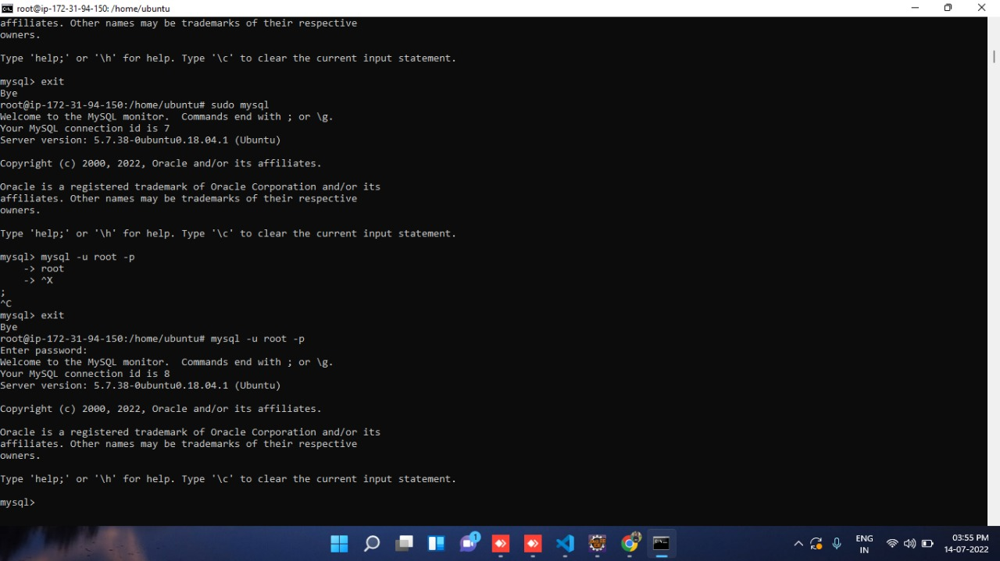 root@ip-172-31-94-150: /home/ubuntu
affiliates. Other names may be trademarks of their respective
owners.
Type 'help;' or '\h' for help. Type '\c' to clear the current input statement.
mysql> exit
Bye
root@ip-172-31-94-150:/home/ubuntu# sudo mysql
Welcome to the MySQL monitor.  Commands end with ; or \g.
Your MySQL connection id is 7
Server version: 5.7.38-0ubuntu0.18.04.1 (Ubuntu)
Copyright (c) 2000, 2022, Oracle and/or its affiliates.
Oracle is a registered trademark of Oracle Corporation and/or its
affiliates. Other names may be trademarks of their respective
owners.
Type 'help;' or '\h' for help. Type '\c' to clear the current input statement.
mysql> mysql -u root -p
    -> root
    -> ^X
;
^C
mysql> exit
Bye
root@ip-172-31-94-150:/home/ubuntu# mysql -u root -p
Enter password:
Welcome to the MySQL monitor.  Commands end with ; or \g.
Your MySQL connection id is 8
Server version: 5.7.38-0ubuntu0.18.04.1 (Ubuntu)
Copyright (c) 2000, 2022, Oracle and/or its affiliates.
Oracle is a registered trademark of Oracle Corporation and/or its
affiliates. Other names may be trademarks of their respective
owners.
Type 'help;' or '\h' for help. Type '\c' to clear the current input statement.
mysql>
1
ENG
IN
03:55 PM
14-07-2022